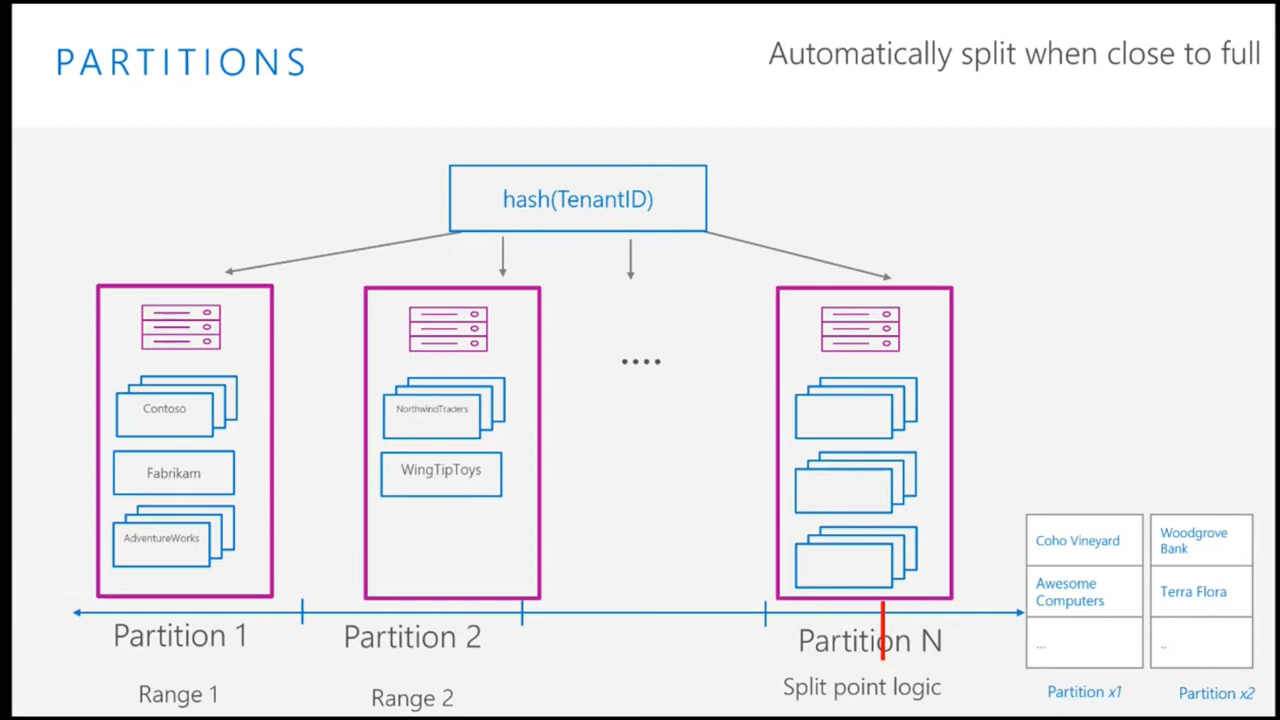 PARTITIONS
Automatically split when close to full
hash(TenantID)
....
Contoso
Fabrikam
AdventureWorks
NorthwindTraders
WingTipToys
Partition 1
Partition 2
Partition N
Range 1
Range 2
Split point logic
Coho Vineyard
Awesome
Computers
...
Partition x1
Woodgrove
Bank
Terra Flora
..
Partition x2